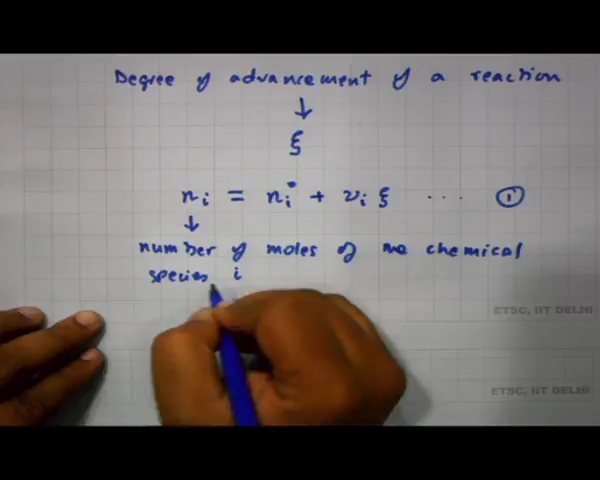 Degree of advancement of a reaction
↓
ξ
nᵢ = nᵢ° + νᵢ ξ ... ①
↓
number of moles of the chemical
species i
ETSC, IIT DELHI
ETSC, IIT DELHI